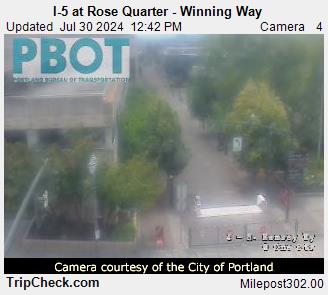 I-5 at Rose Quarter - Winning Way
Updated Jul 30 2024 12:42 PM Camera 4
PBOT
PORTLAND BUREAU OF TRANSPORTATION
Camera courtesy of the City of Portland
TripCheck.com Milepost302.00